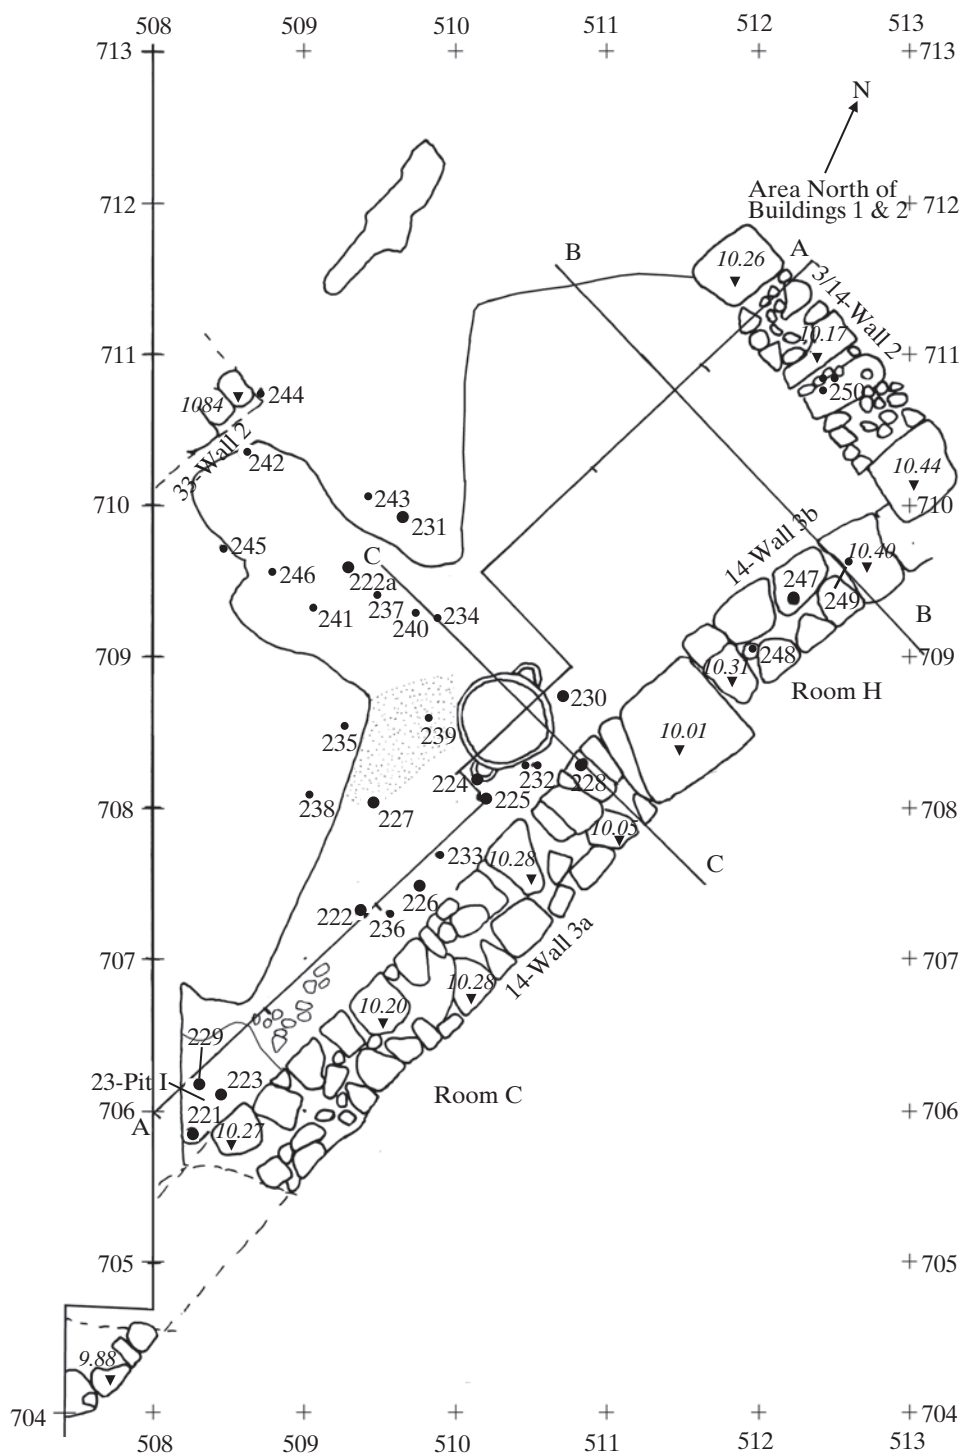 508 509 510 511 512 513
713 713
N
Area North of
712 Buildings 1 & 2 712
B A
10.26
3/14-Wall 2
10.17
711 711
244
1084
250
33-Wall 2
242
10.44
243
710 231 710
14-Wall 3b
245
C 10.40
246 222a 247
237 249
241 240 234 B
709 248 709
10.31
230 Room H
235 239 10.01
224 232 228
238 225
708 227 708
10.05
233 10.28
C
226
222 236
14-Wall 3a
707 707
10.28
10.20
229
23-Pit I 223
Room C
706 221 706
A 10.27
705 705
9.88
704 704
508 509 510 511 512 513